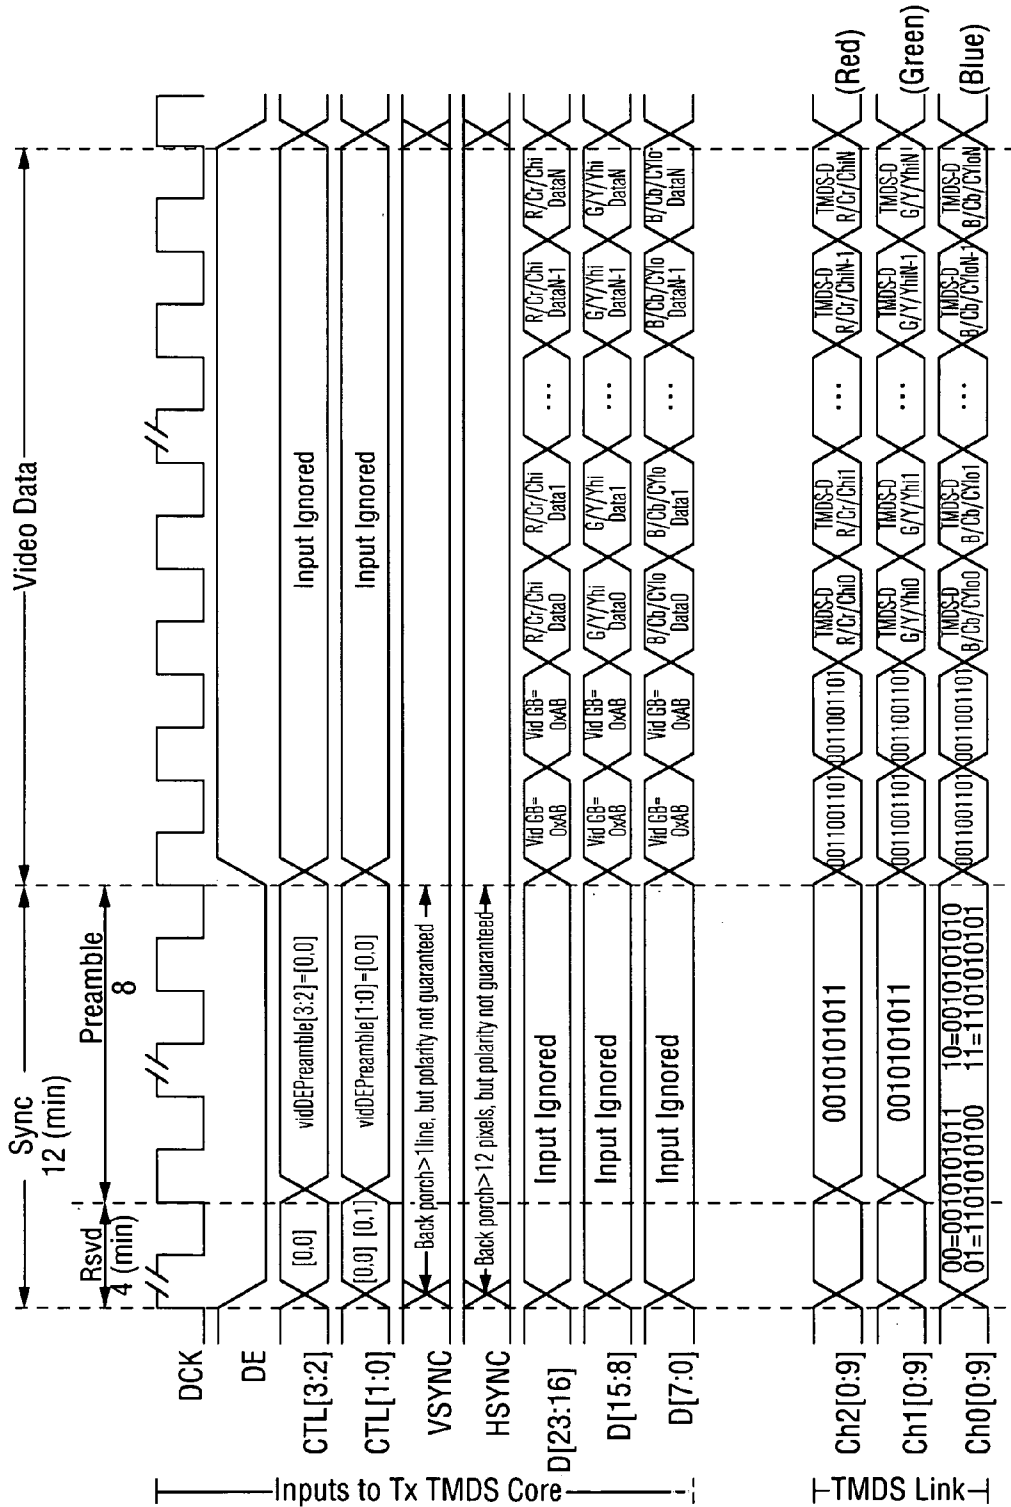 Sync
12 (min)
Video Data
Rsvd
4 (min)
Preamble
8
DCK
DE
CTL[3:2]
[0,0]
vidDEPreamble[3:2]=[0,0]
Input Ignored
CTL[1:0]
[0,0] [0,1]
vidDEPreamble[1:0]=[0,0]
Input Ignored
VSYNC
Back porch>1line, but polarity not guaranteed
HSYNC
Back porch>12 pixels, but polarity not guaranteed
D[23:16]
Input Ignored
Vid GB=
0xAB
Vid GB=
0xAB
R/Cr/Chi
Data0
R/Cr/Chi
Data1
...
R/Cr/Chi
DataN-1
R/Cr/Chi
DataN
D[15:8]
Input Ignored
Vid GB=
0xAB
Vid GB=
0xAB
G/Y/Yhi
Data0
G/Y/Yhi
Data1
...
G/Y/Yhi
DataN-1
G/Y/Yhi
DataN
D[7:0]
Input Ignored
Vid GB=
0xAB
Vid GB=
0xAB
B/Cb/CYlo
Data0
B/Cb/CYlo
Data1
...
B/Cb/CYlo
DataN-1
B/Cb/CYlo
DataN
Inputs to Tx TMDS Core
Ch2[0:9]
0010101011
0011001101
0011001101
TMDS-D
R/Cr/Chi0
TMDS-D
R/Cr/Chi1
...
TMDS-D
R/Cr/ChiN-1
TMDS-D
R/Cr/ChiN
(Red)
Ch1[0:9]
0010101011
0011001101
0011001101
TMDS-D
G/Y/Yhi0
TMDS-D
G/Y/Yhi1
...
TMDS-D
G/Y/YhiN-1
TMDS-D
G/Y/YhiN
(Green)
Ch0[0:9]
00=0010101011 10=0010101010
01=1101010100 11=1101010101
0011001101
0011001101
TMDS-D
B/Cb/CYlo0
TMDS-D
B/Cb/CYlo1
...
TMDS-D
B/Cb/CYloN-1
TMDS-D
B/Cb/CYloN
(Blue)
TMDS Link